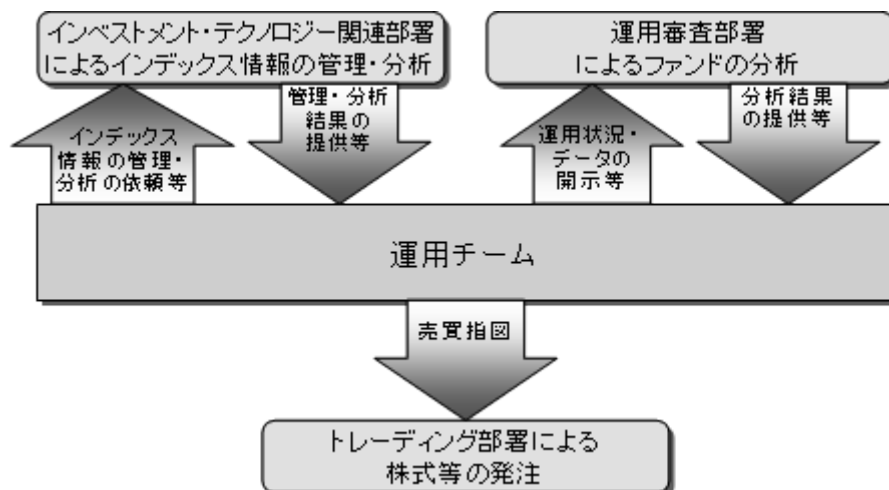 インベストメント・テクノロジー関連部署
によるインデックス情報の管理・分析
運用審査部署
によるファンドの分析
インデックス
情報の管理・
分析の依頼等
管理・分析
結果の
提供等
運用状況・
データの
開示等
分析結果
の提供等
運用チーム
売買指図
トレーディング部署による
株式等の発注